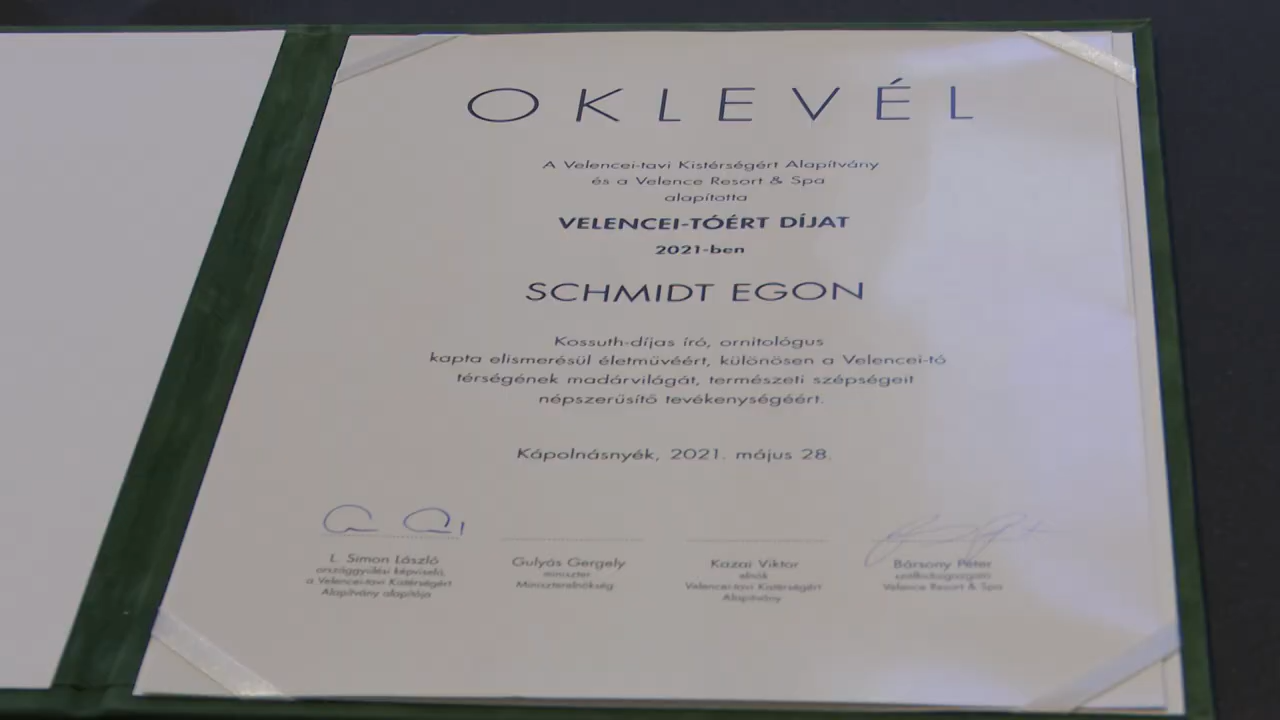 OKLEVÉL
A Velencei-tavi Kistérségért Alapítvány
és a Velence Resort & Spa
alapította
VELENCEI-TÓÉRT DÍJAT
2021-ben
SCHMIDT EGON
Kossuth-díjas író, ornitológus
kapta elismerésül életművéért, különösen a Velencei-tó
térségének madárvilágát, természeti szépségeit
népszerűsítő tevékenységéért.
Kápolnásnyék, 2021. május 28.
L. Simon László
országgyűlési képviselő,
a Velencei-tavi Kistérségért
Alapítvány alapítója
Gulyás Gergely
miniszter
Miniszterelnökség
Kazai Viktor
elnök
Velencei-tavi Kistérségért
Alapítvány
Bársony Péter
szállodaigazgató
Velence Resort & Spa